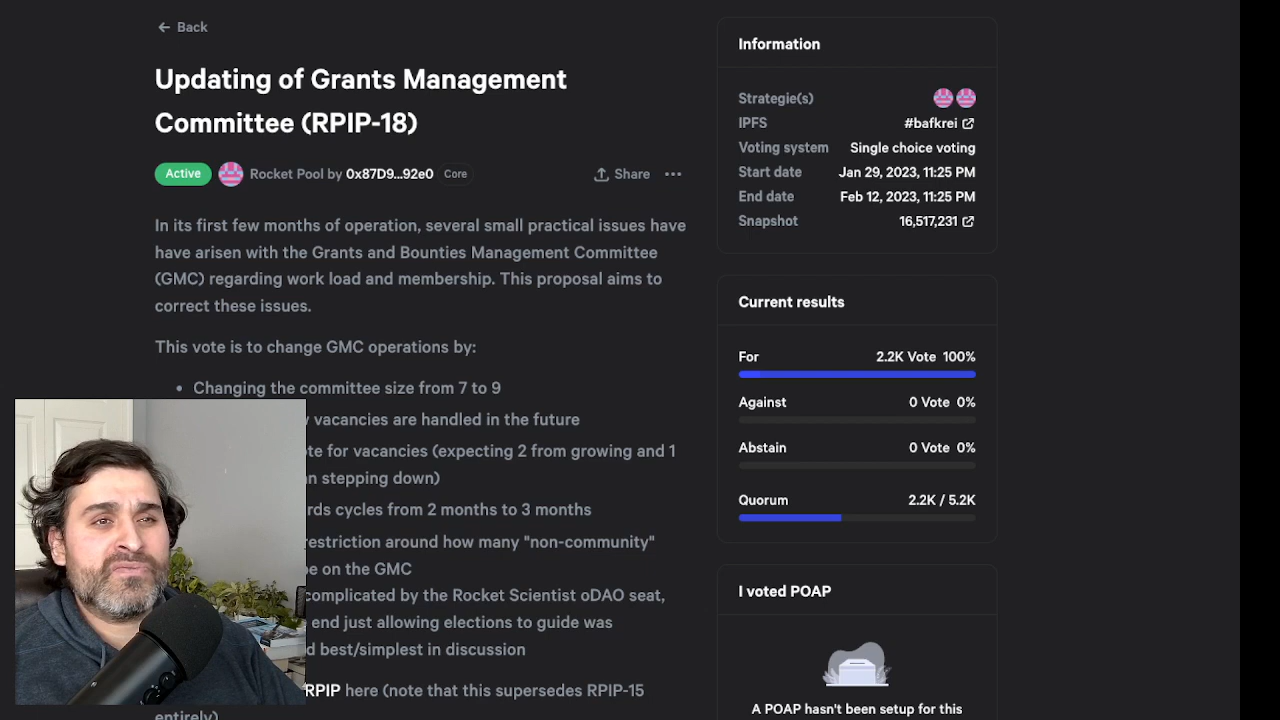 Back
Updating of Grants Management
Committee (RPIP-18)
Active
Rocket Pool by 0x87D9...92e0
Core
Share
In its first few months of operation, several small practical issues have
have arisen with the Grants and Bounties Management Committee
(GMC) regarding work load and membership. This proposal aims to
correct these issues.
This vote is to change GMC operations by:
• Changing the committee size from 7 to 9
vacancies are handled in the future
for vacancies (expecting 2 from growing and 1
stepping down)
cycles from 2 months to 3 months
restriction around how many "non-community"
on the GMC
complicated by the Rocket Scientist oDAO seat,
end just allowing elections to guide was
best/simplest in discussion
RPIP here (note that this supersedes RPIP-15
entirely)
Information
Strategie(s)
IPFS #bafkrei
Voting system Single choice voting
Start date Jan 29, 2023, 11:25 PM
End date Feb 12, 2023, 11:25 PM
Snapshot 16,517,231
Current results
For 2.2K Vote 100%
Against 0 Vote 0%
Abstain 0 Vote 0%
Quorum 2.2K / 5.2K
I voted POAP
A POAP hasn't been setup for this